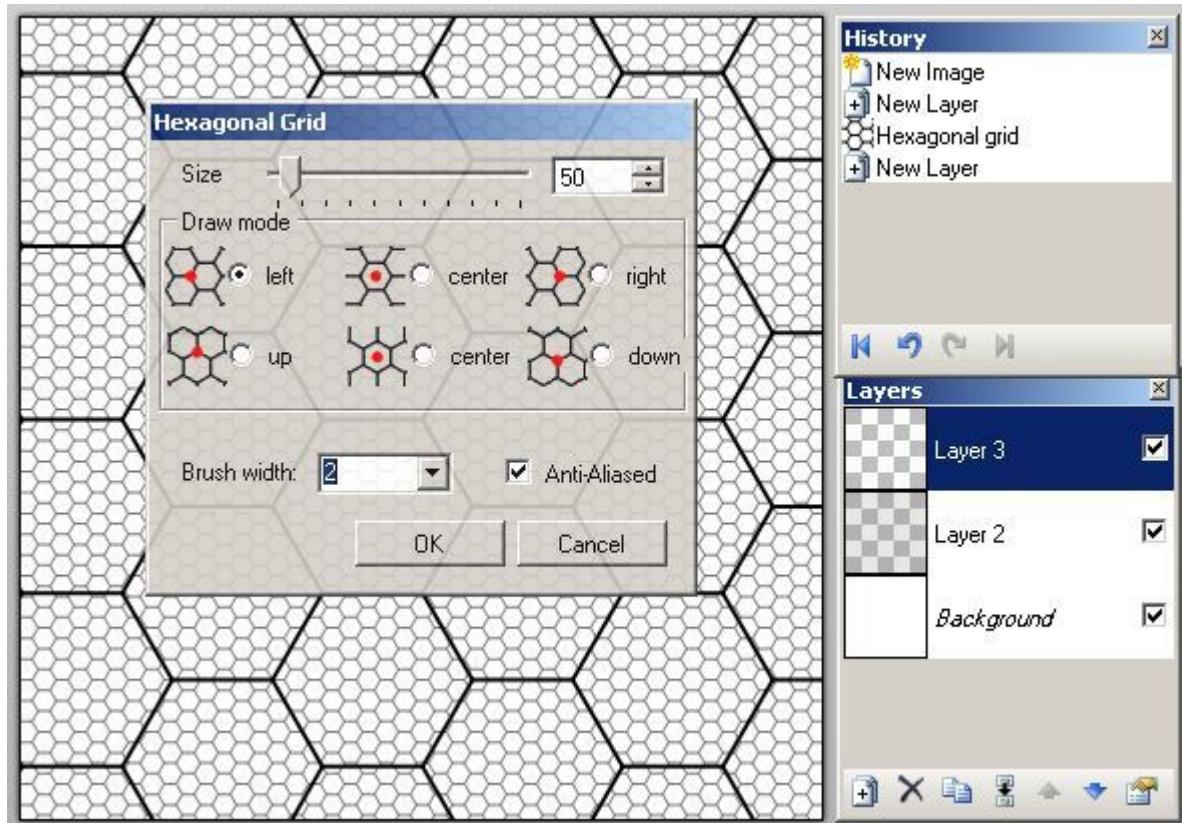 History
New Image
New Layer
Hexagonal grid
New Layer
Hexagonal Grid
Size 50
Draw mode
left center right
up center down
Brush width: 2 Anti-Aliased
OK Cancel
Layers
Layer 3
Layer 2
Background